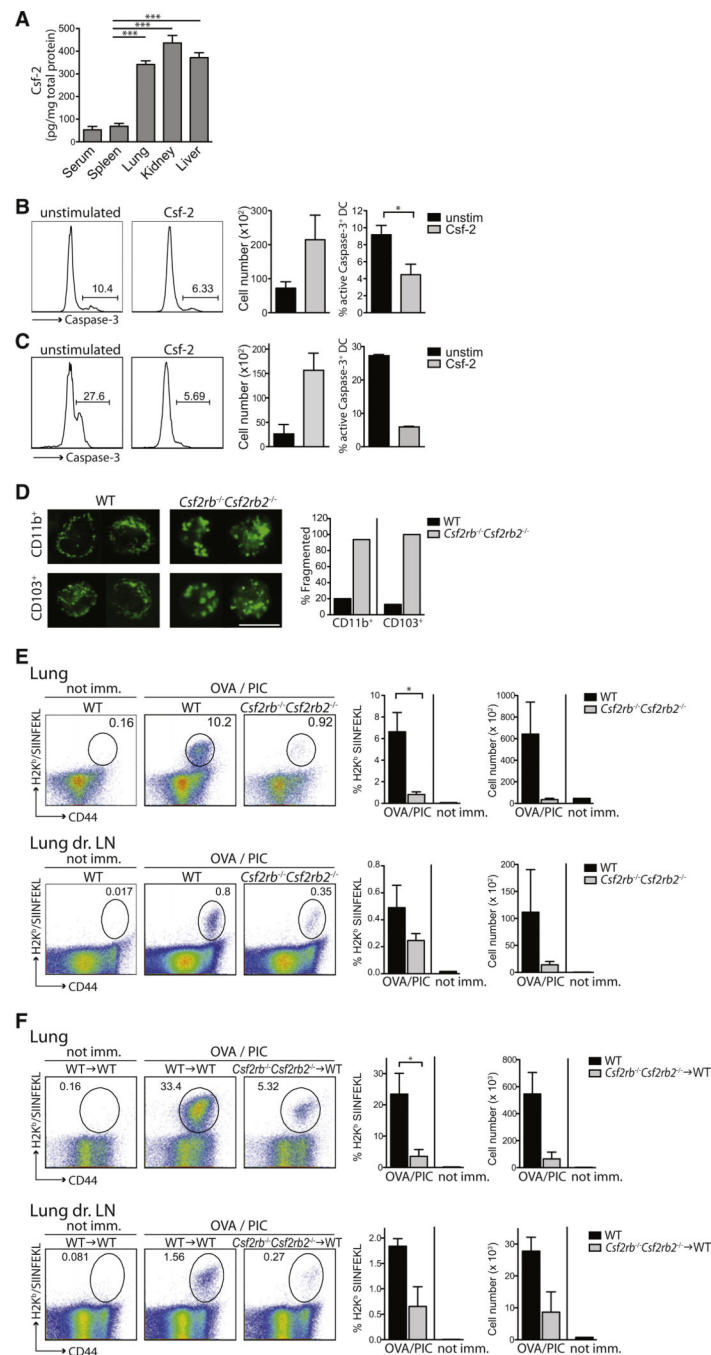 A
***
***
***
Csf-2
(pg/mg total protein)
500
400
300
200
100
0
Serum
Spleen
Lung
Kidney
Liver
B
unstimulated
Csf-2
10.4
6.33
Caspase-3
Cell number (x10²)
300
200
100
0
% active Caspase-3⁺ DC
12
10
8
6
4
2
0
*
unstim
Csf-2
C
unstimulated
Csf-2
27.6
5.69
Caspase-3
Cell number (x10²)
200
150
100
50
0
% active Caspase-3⁺ DC
30
20
10
0
unstim
Csf-2
D
WT
Csf2rb⁻/⁻Csf2rb2⁻/⁻
CD11b⁺
CD103⁺
% Fragmented
120
100
80
60
40
20
0
CD11b⁺
CD103⁺
WT
Csf2rb⁻/⁻Csf2rb2⁻/⁻
E
Lung
not imm.
OVA / PIC
WT
WT
Csf2rb⁻/⁻Csf2rb2⁻/⁻
0.16
10.2
0.92
H2Kᵇ/SIINFEKL
CD44
% H2Kᵇ SIINFEKL
10
8
6
4
2
0
*
OVA/PIC not imm.
Cell number (x 10²)
1000
800
600
400
200
0
OVA/PIC not imm.
WT
Csf2rb⁻/⁻Csf2rb2⁻/⁻
Lung dr. LN
not imm.
OVA / PIC
WT
WT
Csf2rb⁻/⁻Csf2rb2⁻/⁻
0.017
0.8
0.35
H2Kᵇ/SIINFEKL
CD44
% H2Kᵇ SIINFEKL
0.8
0.6
0.4
0.2
0
OVA/PIC not imm.
Cell number (x 10²)
200
150
100
50
0
OVA/PIC not imm.
WT
Csf2rb⁻/⁻Csf2rb2⁻/⁻
F
Lung
not imm.
OVA / PIC
WT→WT
WT→WT
Csf2rb⁻/⁻Csf2rb2⁻/⁻→WT
0.16
33.4
5.32
H2Kᵇ/SIINFEKL
CD44
% H2Kᵇ SIINFEKL
30
20
10
0
*
OVA/PIC not imm.
Cell number (x 10³)
800
600
400
200
0
OVA/PIC not imm.
WT
Csf2rb⁻/⁻Csf2rb2⁻/⁻→WT
Lung dr. LN
not imm.
OVA / PIC
WT→WT
WT→WT
Csf2rb⁻/⁻Csf2rb2⁻/⁻→WT
0.081
1.56
0.27
H2Kᵇ/SIINFEKL
CD44
% H2Kᵇ SIINFEKL
2.0
1.5
1.0
0.5
0.0
OVA/PIC not imm.
Cell number (x 10³)
30
20
10
0
OVA/PIC not imm.
WT
Csf2rb⁻/⁻Csf2rb2⁻/⁻→WT